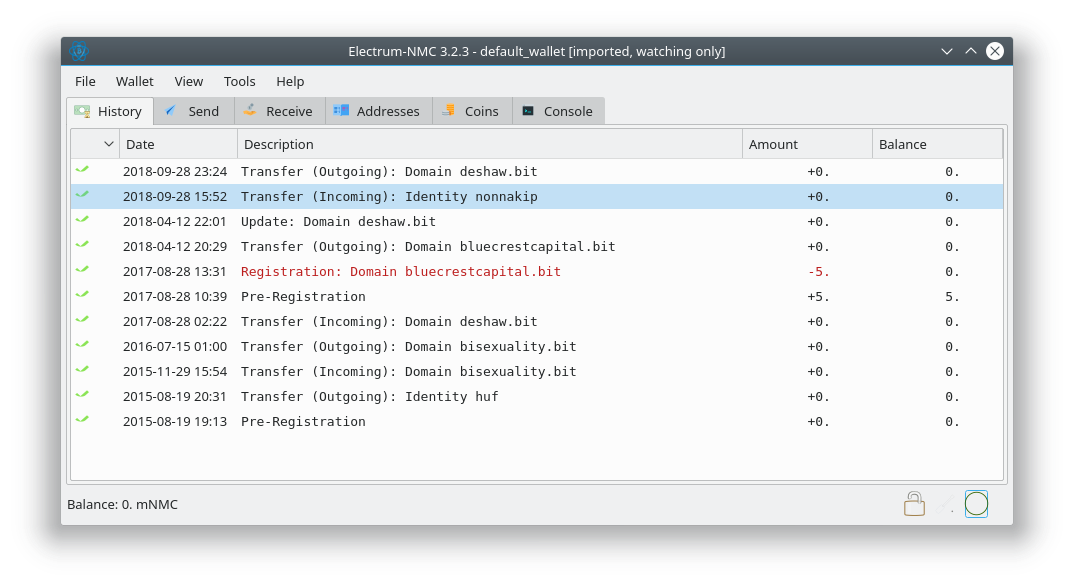 Electrum-NMC 3.2.3 - default_wallet [imported, watching only]
File Wallet View Tools Help
History Send Receive Addresses Coins Console
Date Description Amount Balance
2018-09-28 23:24 Transfer (Outgoing): Domain deshaw.bit +0. 0.
2018-09-28 15:52 Transfer (Incoming): Identity nonnakip +0. 0.
2018-04-12 22:01 Update: Domain deshaw.bit +0. 0.
2018-04-12 20:29 Transfer (Outgoing): Domain bluecrestcapital.bit +0. 0.
2017-08-28 13:31 Registration: Domain bluecrestcapital.bit -5. 0.
2017-08-28 10:39 Pre-Registration +5. 5.
2017-08-28 02:22 Transfer (Incoming): Domain deshaw.bit +0. 0.
2016-07-15 01:00 Transfer (Outgoing): Domain bisexuality.bit +0. 0.
2015-11-29 15:54 Transfer (Incoming): Domain bisexuality.bit +0. 0.
2015-08-19 20:31 Transfer (Outgoing): Identity huf +0. 0.
2015-08-19 19:13 Pre-Registration +0. 0.
Balance: 0. mNMC